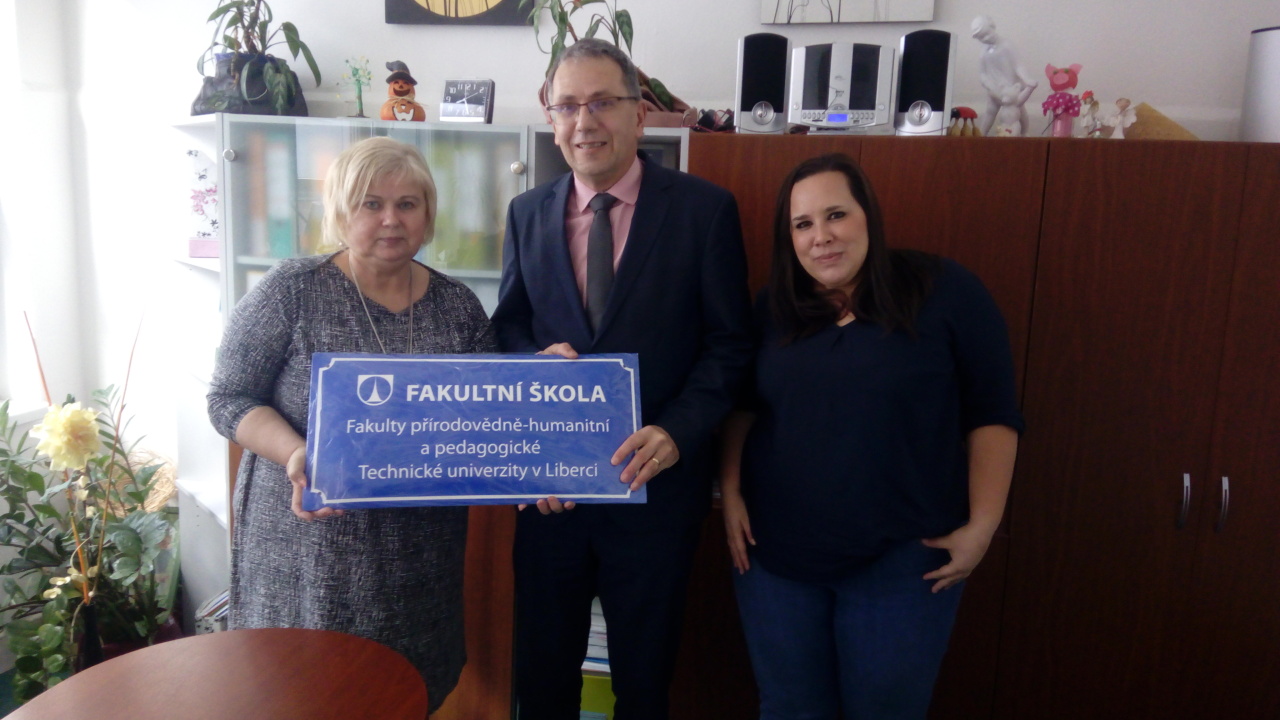 FAKULTNÍ ŠKOLA
Fakulty přírodovědně-humanitní
a pedagogické
Technické univerzity v Liberci